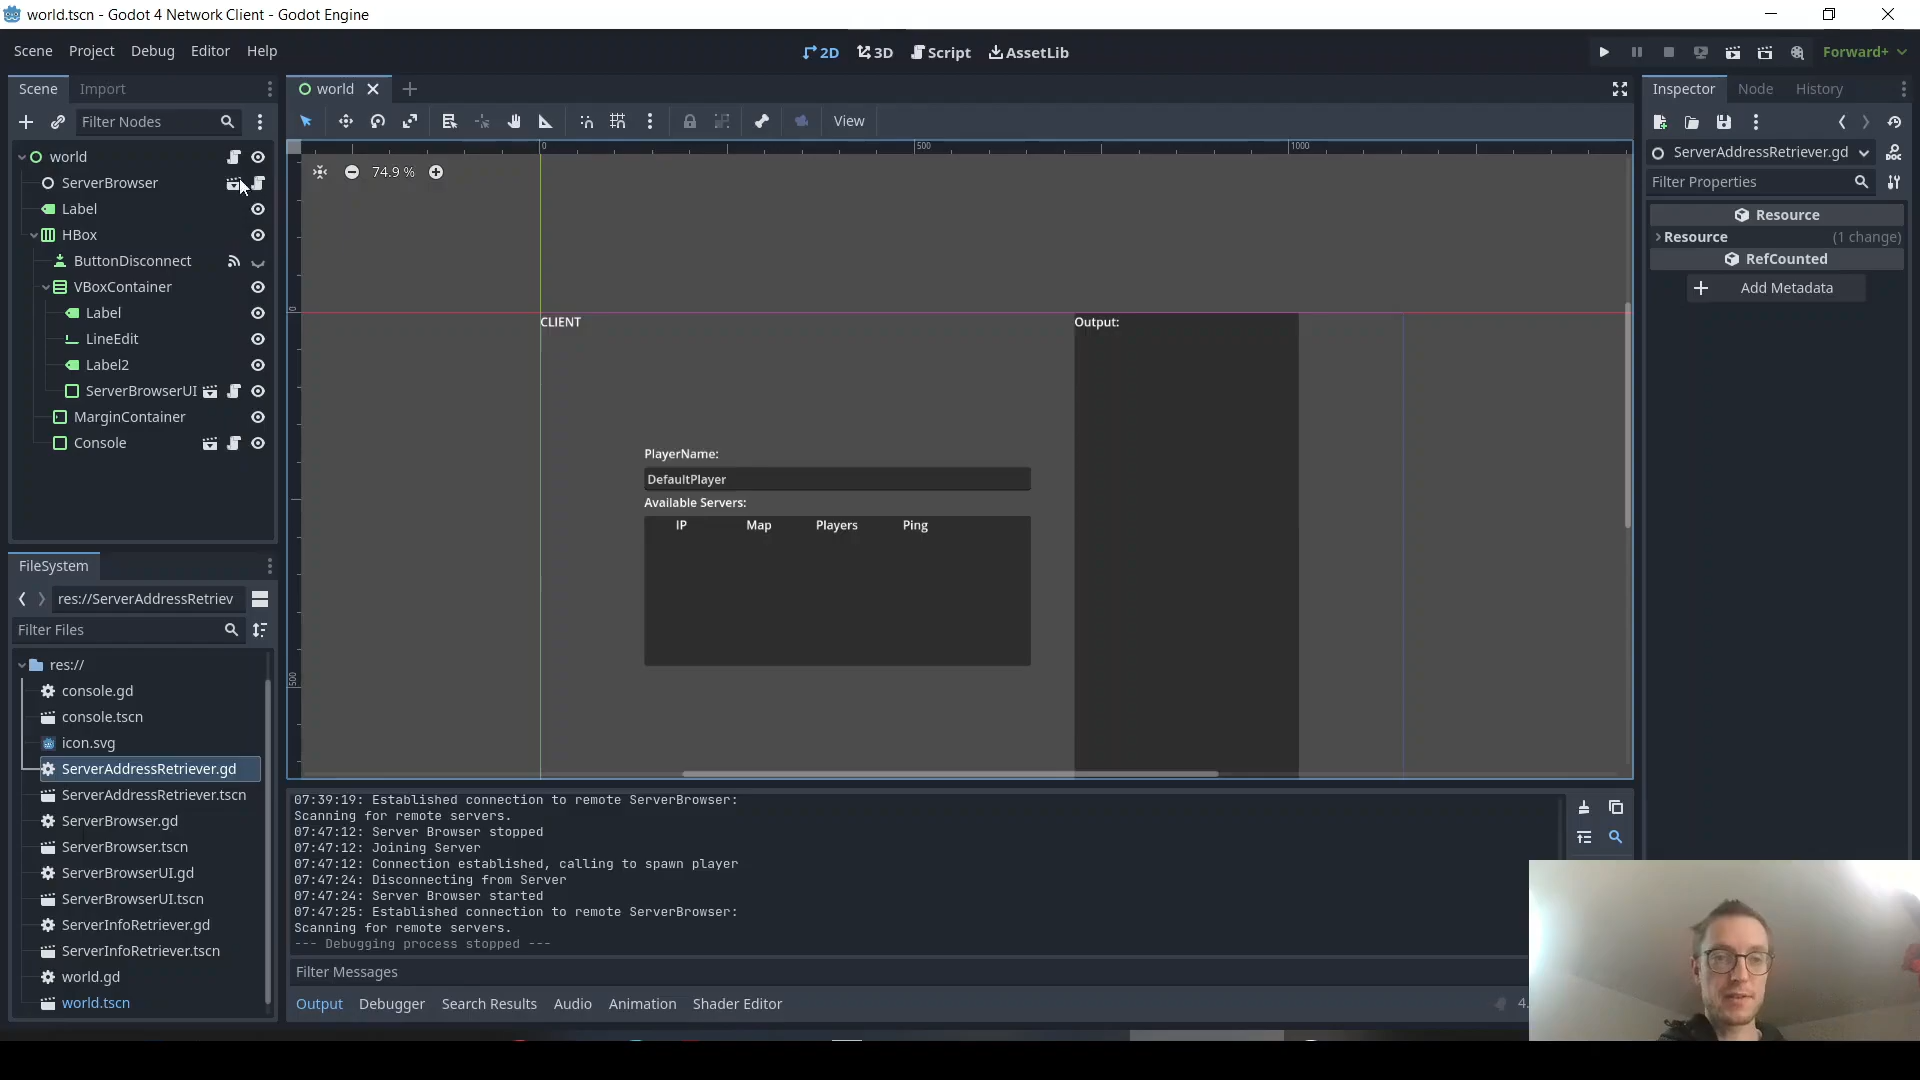 world.tscn - Godot 4 Network Client - Godot Engine
Scene Project Debug Editor Help
2D 3D Script AssetLib
Forward+
Scene Import
Filter Nodes
world
ServerBrowser
Label
HBox
ButtonDisconnect
VBoxContainer
Label
LineEdit
Label2
ServerBrowserUI
MarginContainer
Console
FileSystem
res://ServerAddressRetriev
Filter Files
res://
console.gd
console.tscn
icon.svg
ServerAddressRetriever.gd
ServerAddressRetriever.tscn
ServerBrowser.gd
ServerBrowser.tscn
ServerBrowserUI.gd
ServerBrowserUI.tscn
ServerInfoRetriever.gd
ServerInfoRetriever.tscn
world.gd
world.tscn
world
View
0 500 1000
74.9 %
0
500
CLIENT
Output:
PlayerName:
DefaultPlayer
Available Servers:
IP Map Players Ping
07:39:19: Established connection to remote ServerBrowser:
Scanning for remote servers.
07:47:12: Server Browser stopped
07:47:12: Joining Server
07:47:12: Connection established, calling to spawn player
07:47:24: Disconnecting from Server
07:47:24: Server Browser started
07:47:25: Established connection to remote ServerBrowser:
Scanning for remote servers.
--- Debugging process stopped ---
Filter Messages
Output Debugger Search Results Audio Animation Shader Editor
4.
Inspector Node History
ServerAddressRetriever.gd
DOC
Filter Properties
Resource
Resource (1 change)
RefCounted
Add Metadata